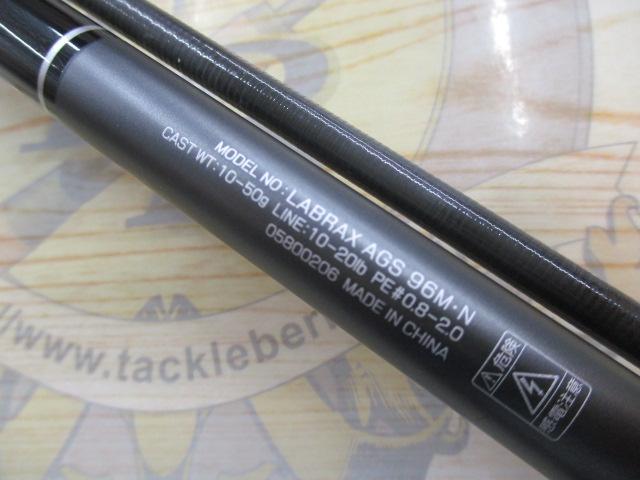 MODEL NO:LABRAX AGS 96M·N
CAST WT:10-50g LINE:10-20lb PE#0.8-2.0
05800206 MADE IN CHINA
危険
感電注意
//www.tackleber